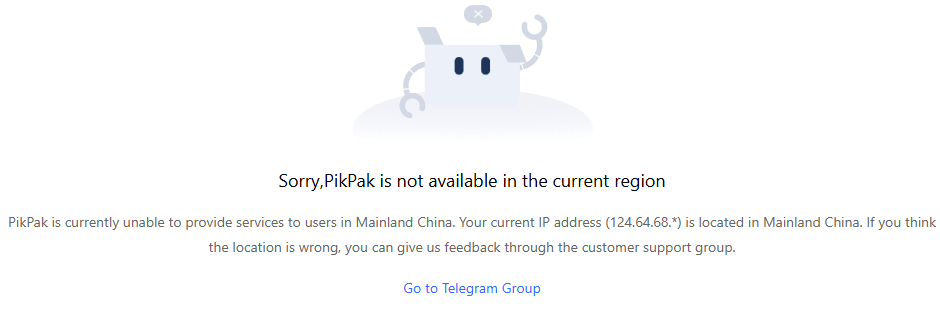 Sorry,PikPak is not available in the current region
PikPak is currently unable to provide services to users in Mainland China. Your current IP address (124.64.68.*) is located in Mainland China. If you think
the location is wrong, you can give us feedback through the customer support group.
Go to Telegram Group